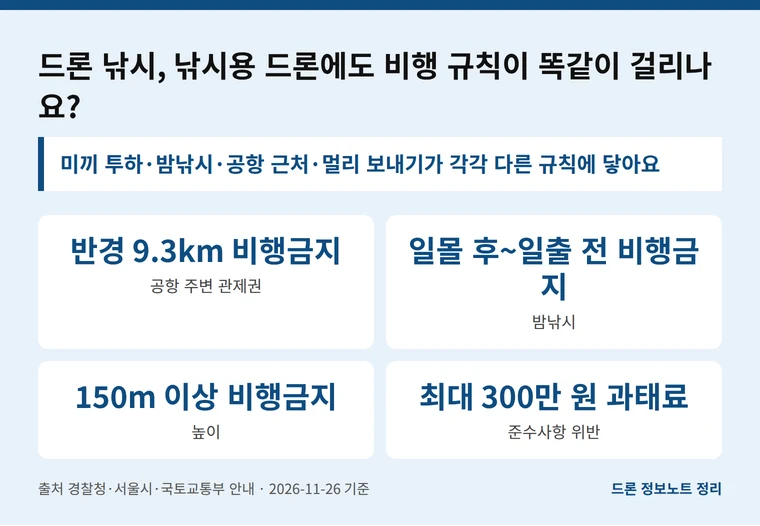 드론 낚시, 낚시용 드론에도 비행 규칙이 똑같이 걸리나
요?
미끼 투하·밤낚시·공항 근처·멀리 보내기가 각각 다른 규칙에 닿아요
반경 9.3km 비행금지
공항 주변 관제권
일몰 후~일출 전 비행금
지
밤낚시
150m 이상 비행금지
높이
최대 300만 원 과태료
준수사항 위반
출처 경찰청·서울시·국토교통부 안내 · 2026-11-26 기준
드론 정보노트 정리